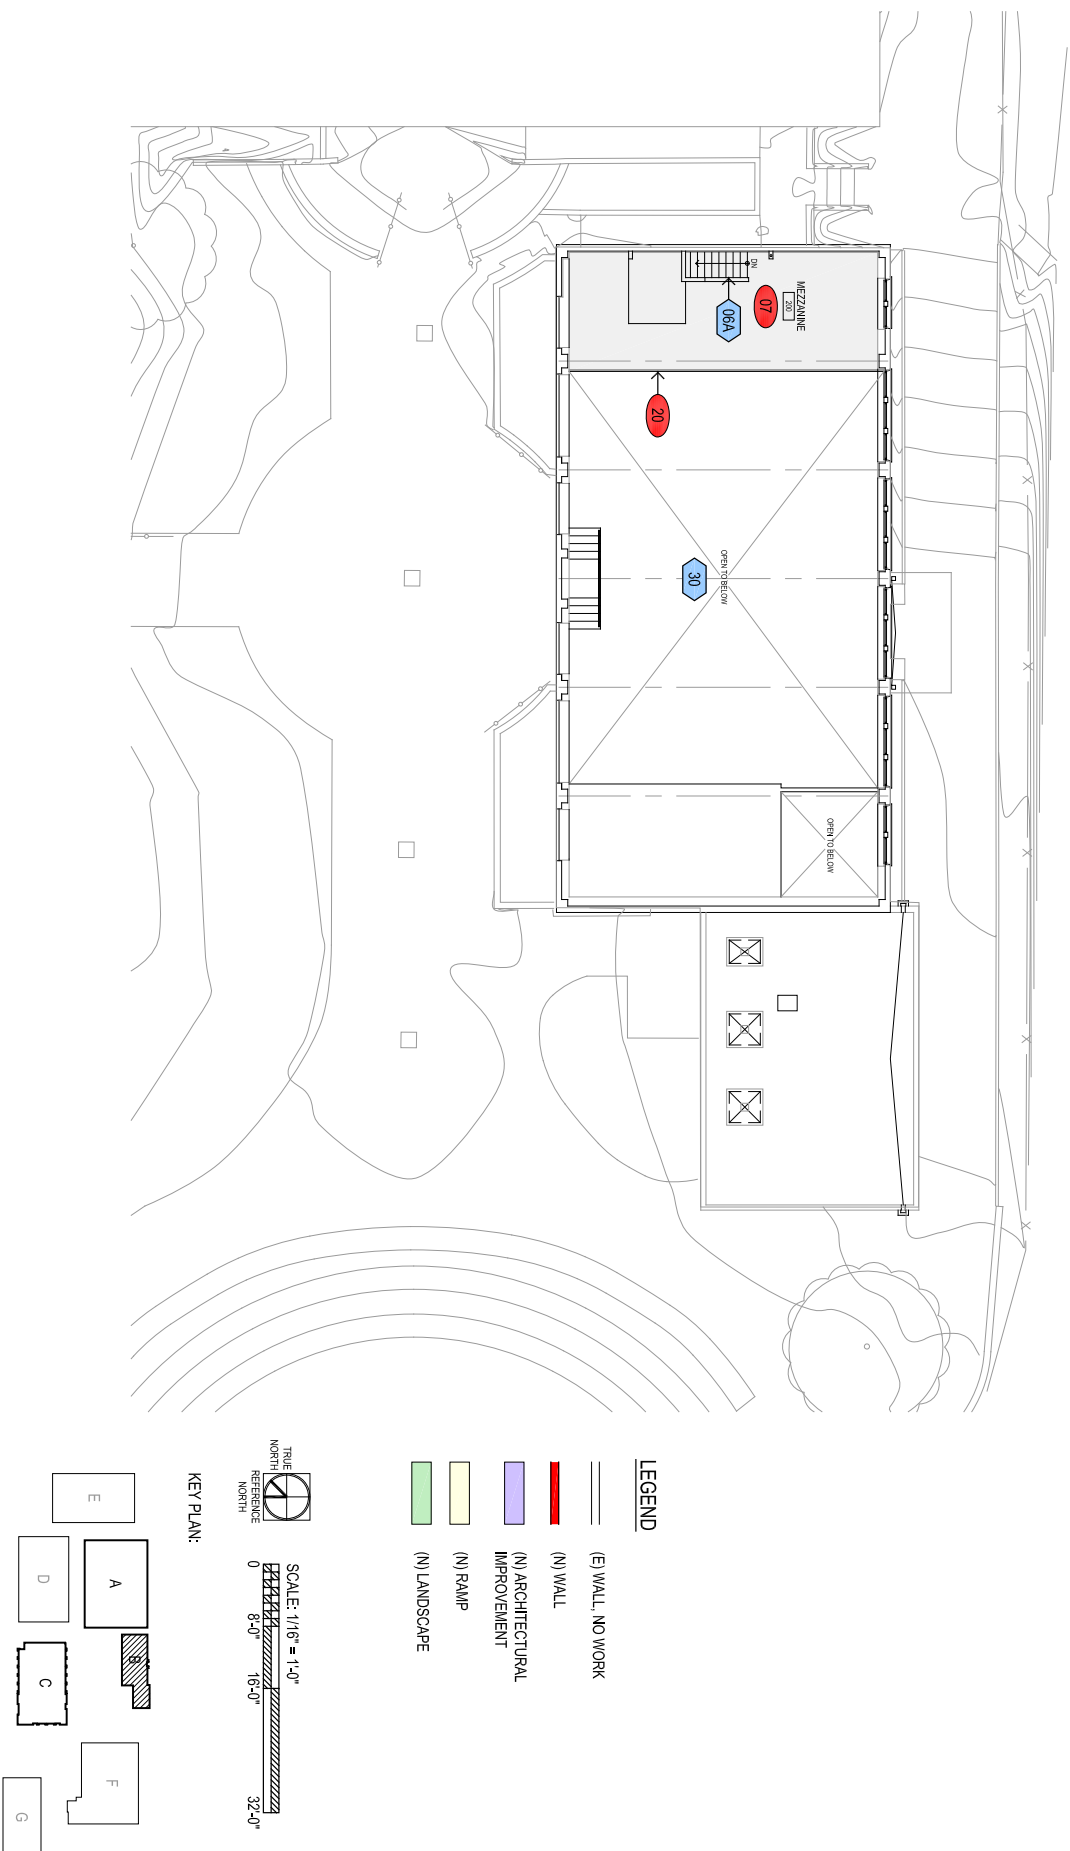 MEZZANINE
200
DN
07
06A
20
OPEN TO BELOW
30
OPEN TO BELOW
LEGEND
(E) WALL, NO WORK
(N) WALL
(N) ARCHITECTURAL
IMPROVEMENT
(N) RAMP
(N) LANDSCAPE
TRUE
NORTH
REFERENCE
NORTH
SCALE: 1/16" = 1'-0"
0
8'-0"
16'-0"
32'-0"
KEY PLAN:
E
A
D
B
C
F
G